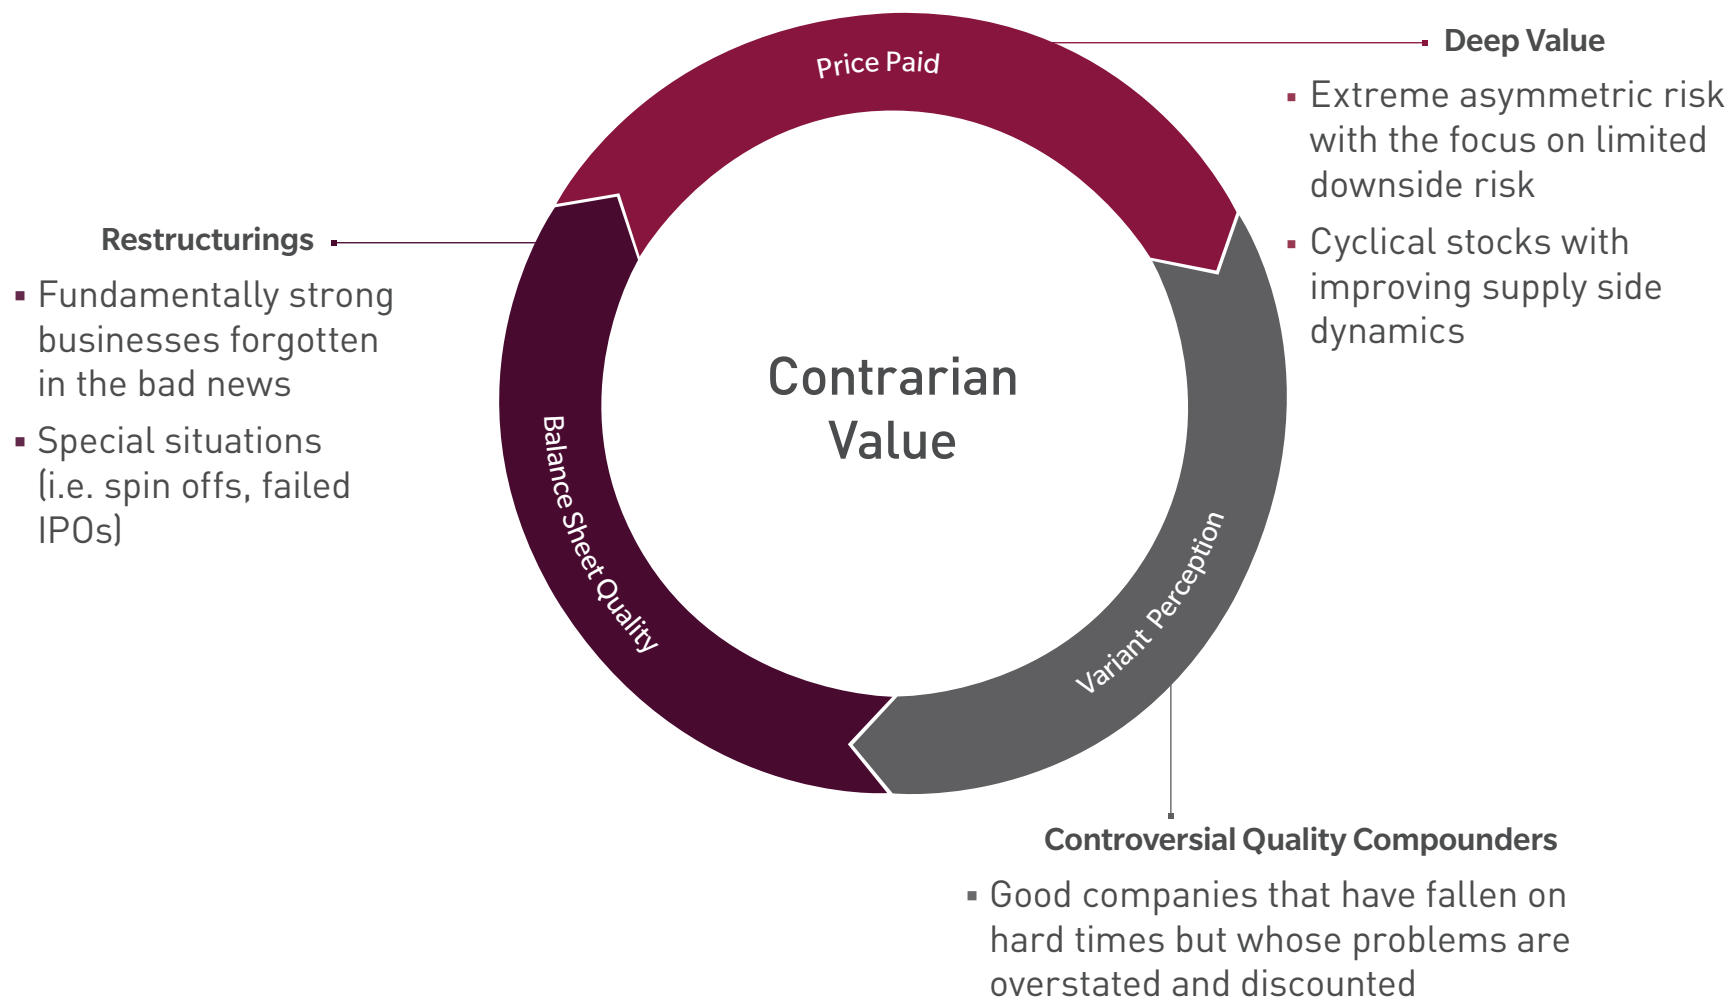 Price Paid
Deep Value
▪ Extreme asymmetric risk
with the focus on limited
downside risk
▪ Cyclical stocks with
improving supply side
dynamics
Restructurings
▪ Fundamentally strong
businesses forgotten
in the bad news
▪ Special situations
(i.e. spin offs, failed
IPOs)
Contrarian
Value
Balance Sheet Quality
Variant Perception
Controversial Quality Compounders
▪ Good companies that have fallen on
hard times but whose problems are
overstated and discounted